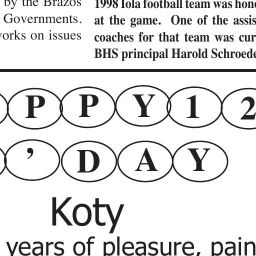 by the Brazos
Governments.
works on issues
1998 Iola football team was hono
at the game. One of the assis
coaches for that team was cur
BHS principal Harold Schroede
P P Y 1 2
' D A Y
Koty
years of pleasure, pain